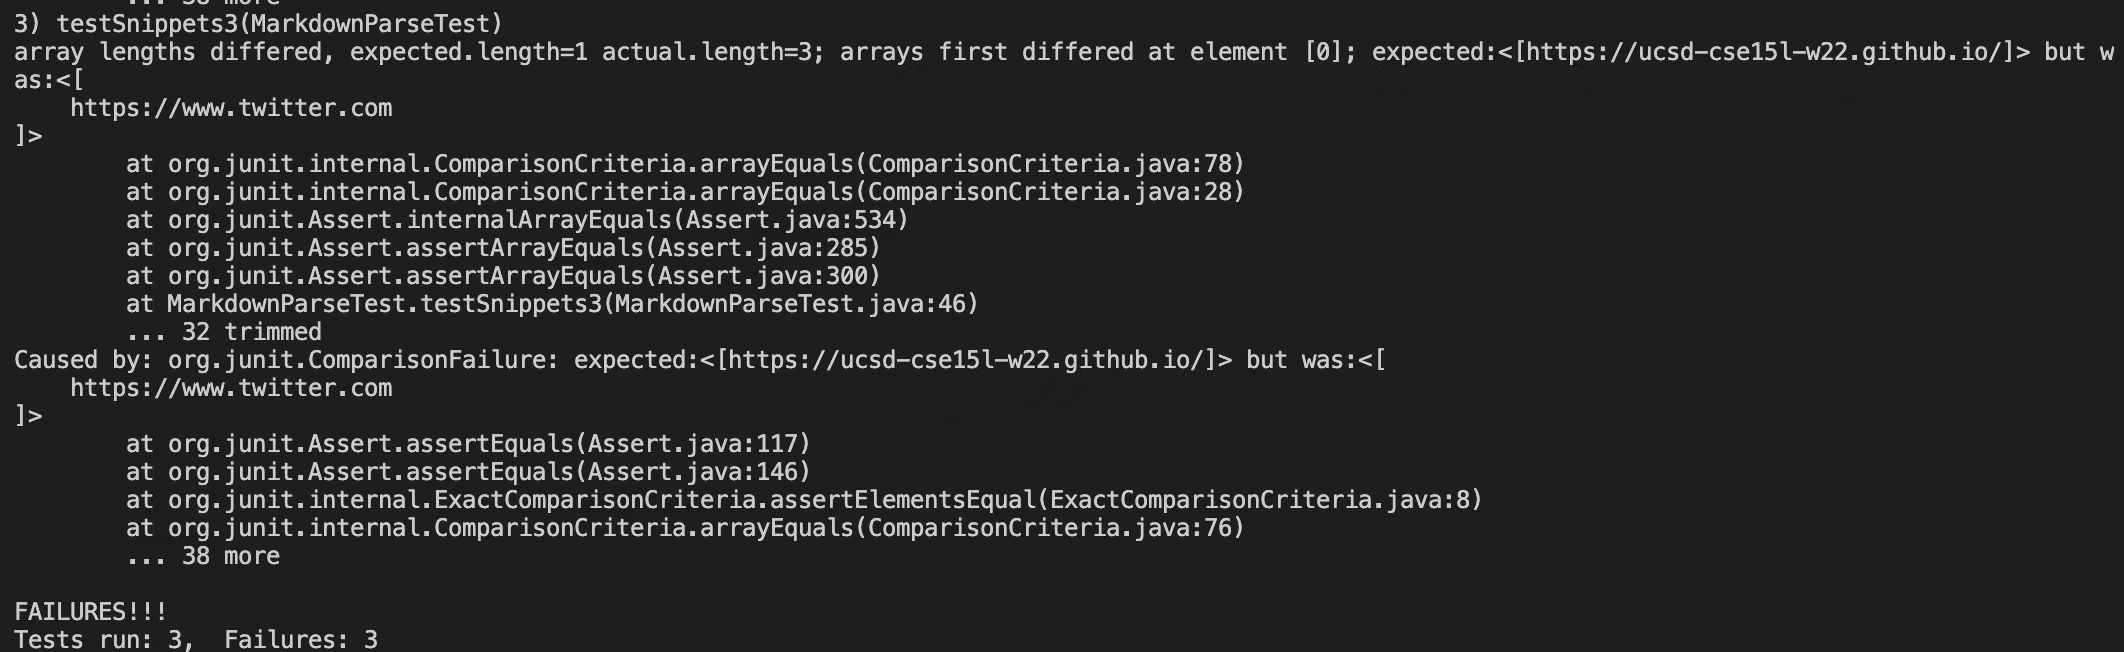 ... 38 more
3) testSnippets3(MarkdownParseTest)
array lengths differed, expected.length=1 actual.length=3; arrays first differed at element [0]; expected:<[https://ucsd-cse15l-w22.github.io/]> but w
as:<[
    https://www.twitter.com
]>
        at org.junit.internal.ComparisonCriteria.arrayEquals(ComparisonCriteria.java:78)
        at org.junit.internal.ComparisonCriteria.arrayEquals(ComparisonCriteria.java:28)
        at org.junit.Assert.internalArrayEquals(Assert.java:534)
        at org.junit.Assert.assertArrayEquals(Assert.java:285)
        at org.junit.Assert.assertArrayEquals(Assert.java:300)
        at MarkdownParseTest.testSnippets3(MarkdownParseTest.java:46)
        ... 32 trimmed
Caused by: org.junit.ComparisonFailure: expected:<[https://ucsd-cse15l-w22.github.io/]> but was:<[
    https://www.twitter.com
]>
        at org.junit.Assert.assertEquals(Assert.java:117)
        at org.junit.Assert.assertEquals(Assert.java:146)
        at org.junit.internal.ExactComparisonCriteria.assertElementsEqual(ExactComparisonCriteria.java:8)
        at org.junit.internal.ComparisonCriteria.arrayEquals(ComparisonCriteria.java:76)
        ... 38 more
FAILURES!!!
Tests run: 3,  Failures: 3